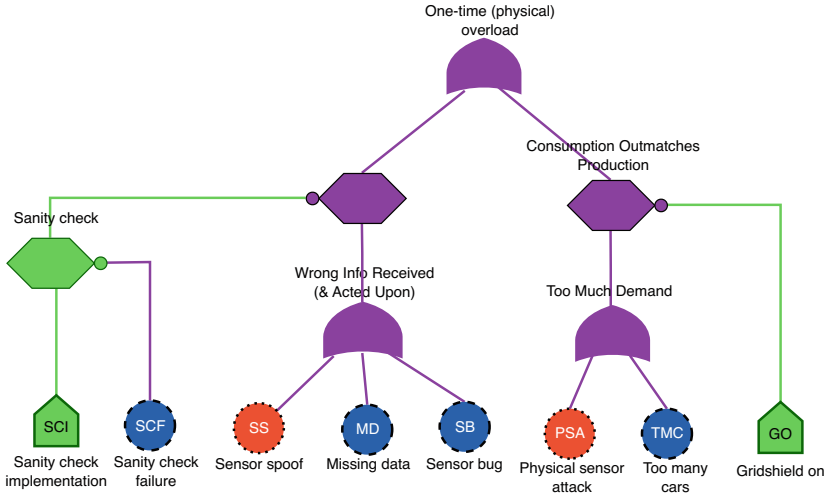 One-time (physical)
overload
Consumption Outmatches
Production
Sanity check
Wrong Info Received
(& Acted Upon)
Too Much Demand
SCI
SCF
SS
MD
SB
PSA
TMC
GO
Sanity check
implementation
Sanity check
failure
Sensor spoof
Missing data
Sensor bug
Physical sensor
attack
Too many
cars
Gridshield on